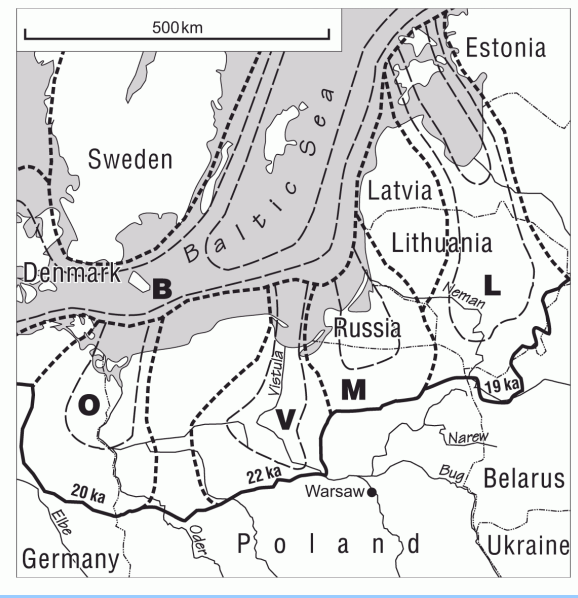 500 km
Estonia
Sweden
Baltic Sea
Latvia
Lithuania
Denmark
B
L
Neman
Russia
Vistula
19 ka
M
O
V
Narew
22 ka
Bug
20 ka
Warsaw
Belarus
Elbe
Oder
Poland
Germany
Ukraine